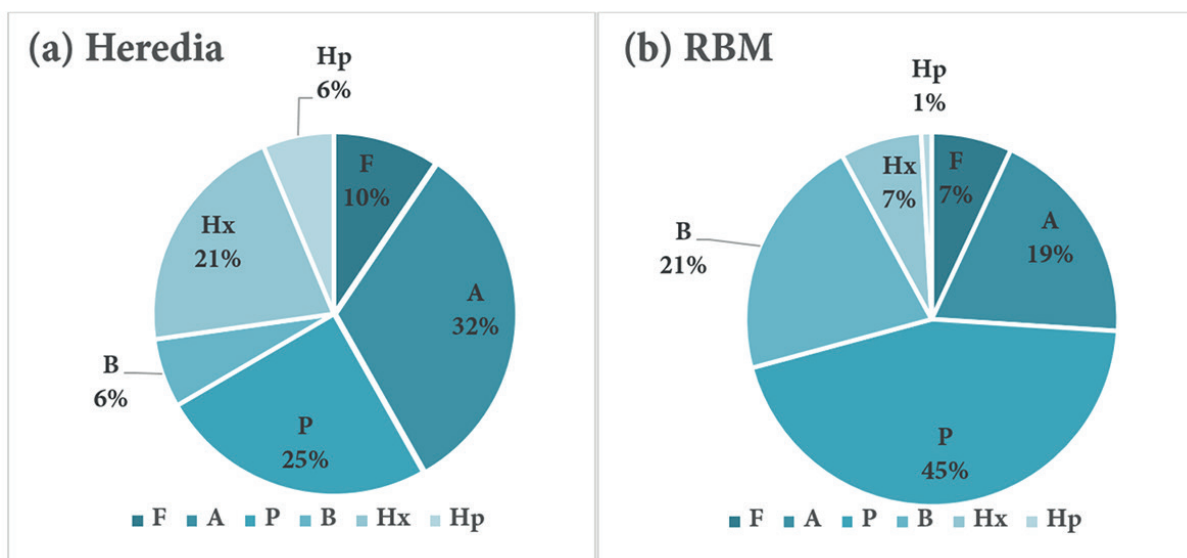 (a) Heredia
Hp
6%
F
10%
A
32%
P
25%
B
6%
Hx
21%
F A P B Hx Hp
(b) RBM
Hp
1%
F
7%
A
19%
P
45%
B
21%
Hx
7%
F A P B Hx Hp